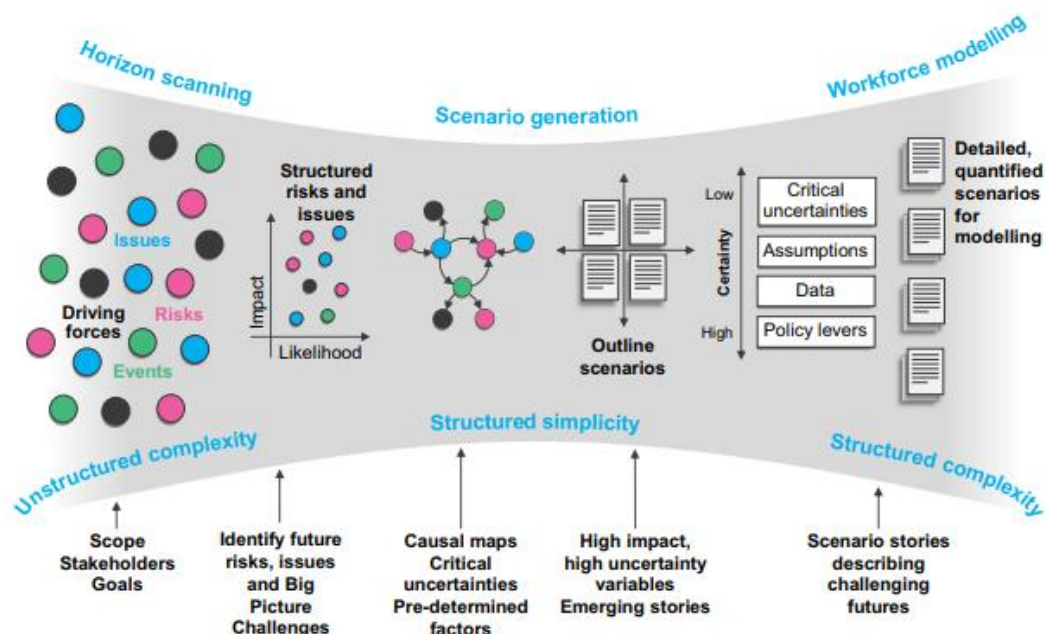 Horizon scanning
Scenario generation
Workforce modelling
Issues
Driving
forces
Risks
Events
Structured
risks and
issues
Impact
Likelihood
Outline
scenarios
Low
Certainty
High
Critical
uncertainties
Assumptions
Data
Policy levers
Detailed,
quantified
scenarios
for
modelling
Unstructured complexity
Structured simplicity
Structured complexity
Scope
Stakeholders
Goals
Identify future
risks, issues
and Big
Picture
Challenges
Causal maps
Critical
uncertainties
Pre-determined
factors
High impact,
high uncertainty
variables
Emerging stories
Scenario stories
describing
challenging
futures